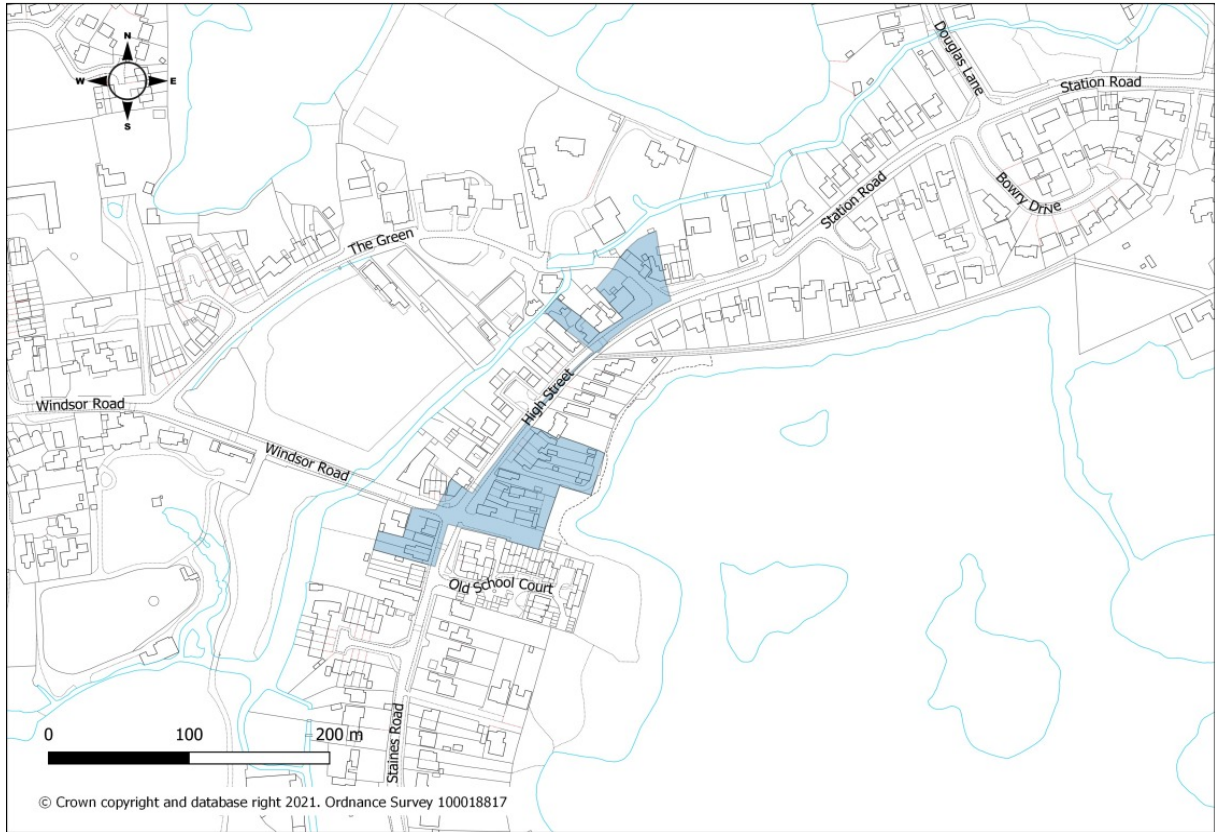 Douglas Lane
Station Road
N
W E
S
Bowry Drive
Station Road
The Green
High Street
Windsor Road
Windsor Road
Old School Court
Staines Road
0 100 200 m
© Crown copyright and database right 2021. Ordnance Survey 100018817